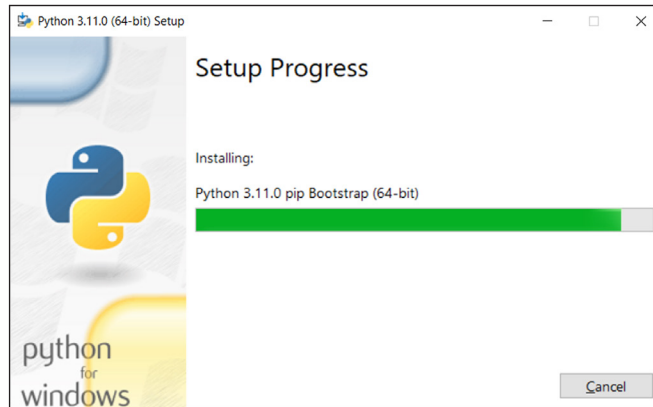 Python 3.11.0 (64-bit) Setup
Setup Progress
Installing:
Python 3.11.0 pip Bootstrap (64-bit)
python
for
windows
Cancel